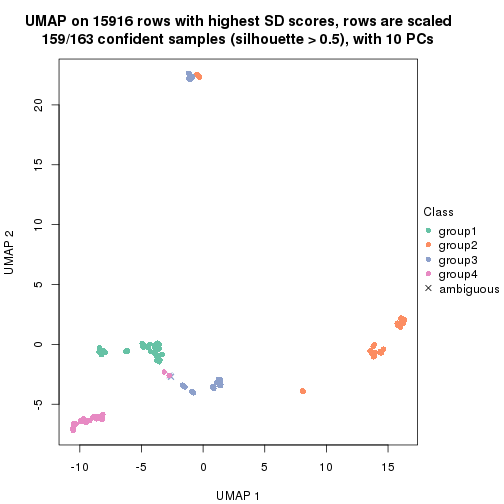 UMAP on 15916 rows with highest SD scores, rows are scaled
159/163 confident samples (silhouette > 0.5), with 10 PCs
20
15
10
5
0
-5
UMAP 2
-10
-5
0
5
10
15
UMAP 1
Class
group1
group2
group3
group4
ambiguous